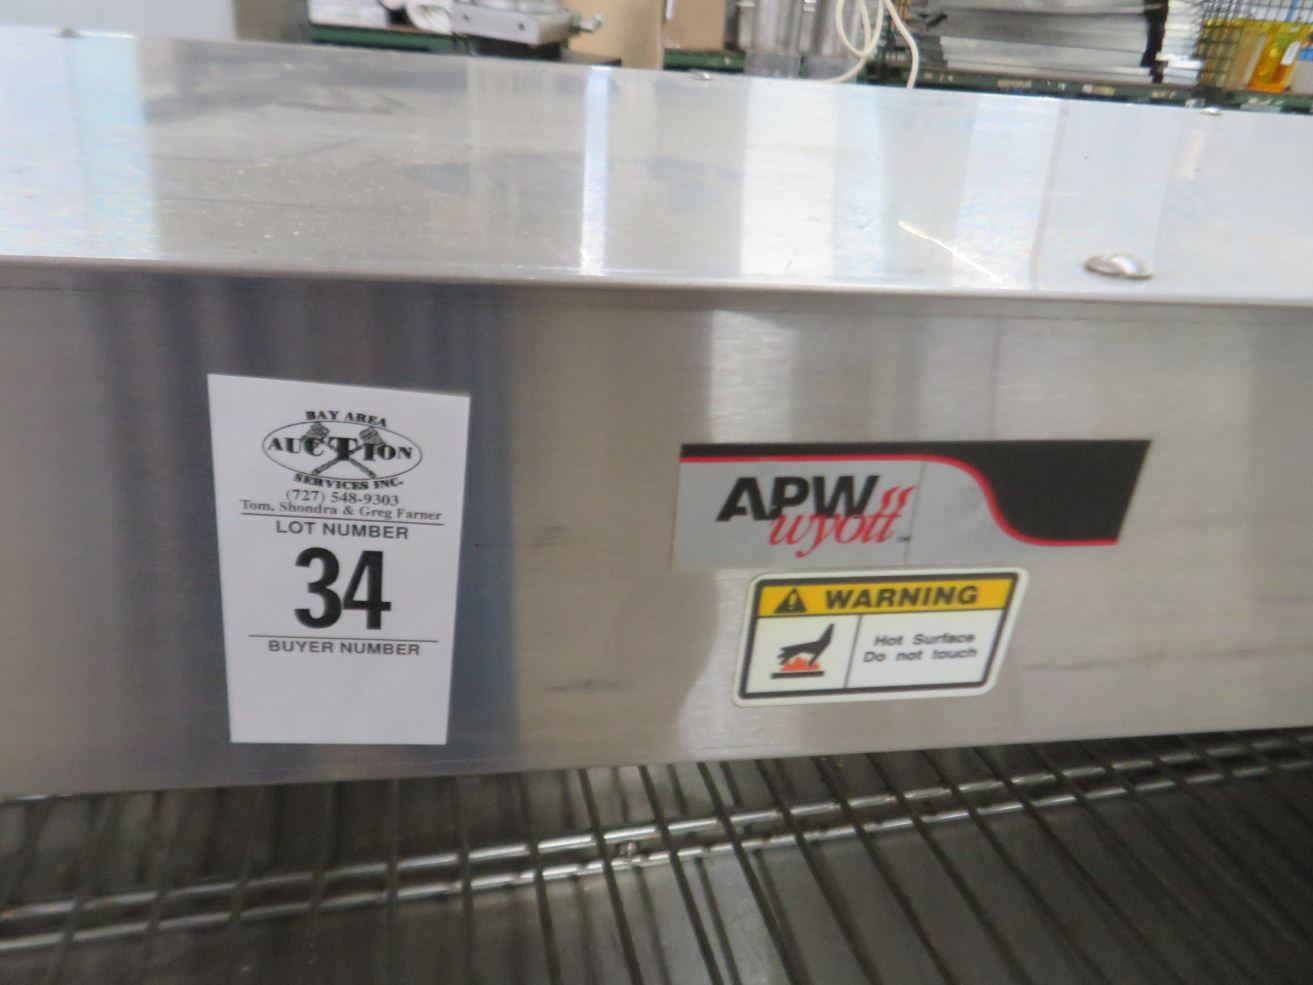 BAY AREA
AUCTION
SERVICES INC.
(727) 548-9303
Tom, Shondra & Greg Farner
LOT NUMBER
34
BUYER NUMBER
APW
wyott
WARNING
Hot Surface
Do not touch